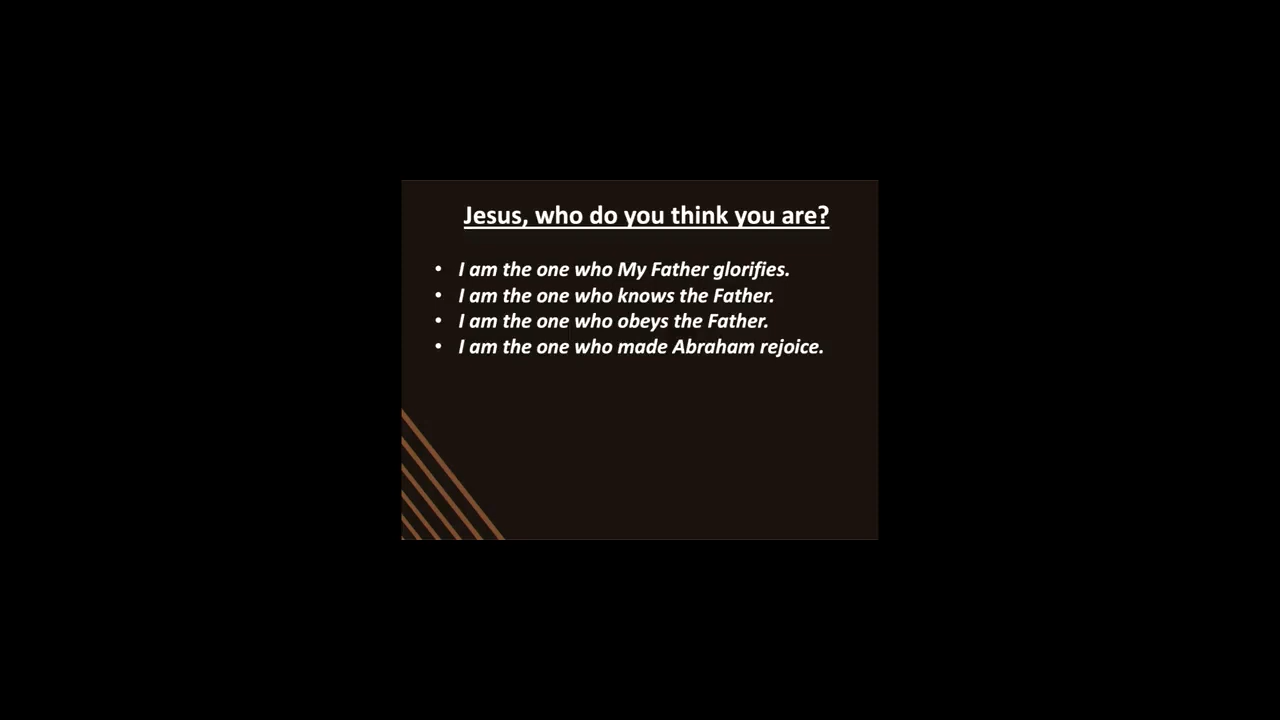 Jesus, who do you think you are?
• I am the one who My Father glorifies.
• I am the one who knows the Father.
• I am the one who obeys the Father.
• I am the one who made Abraham rejoice.